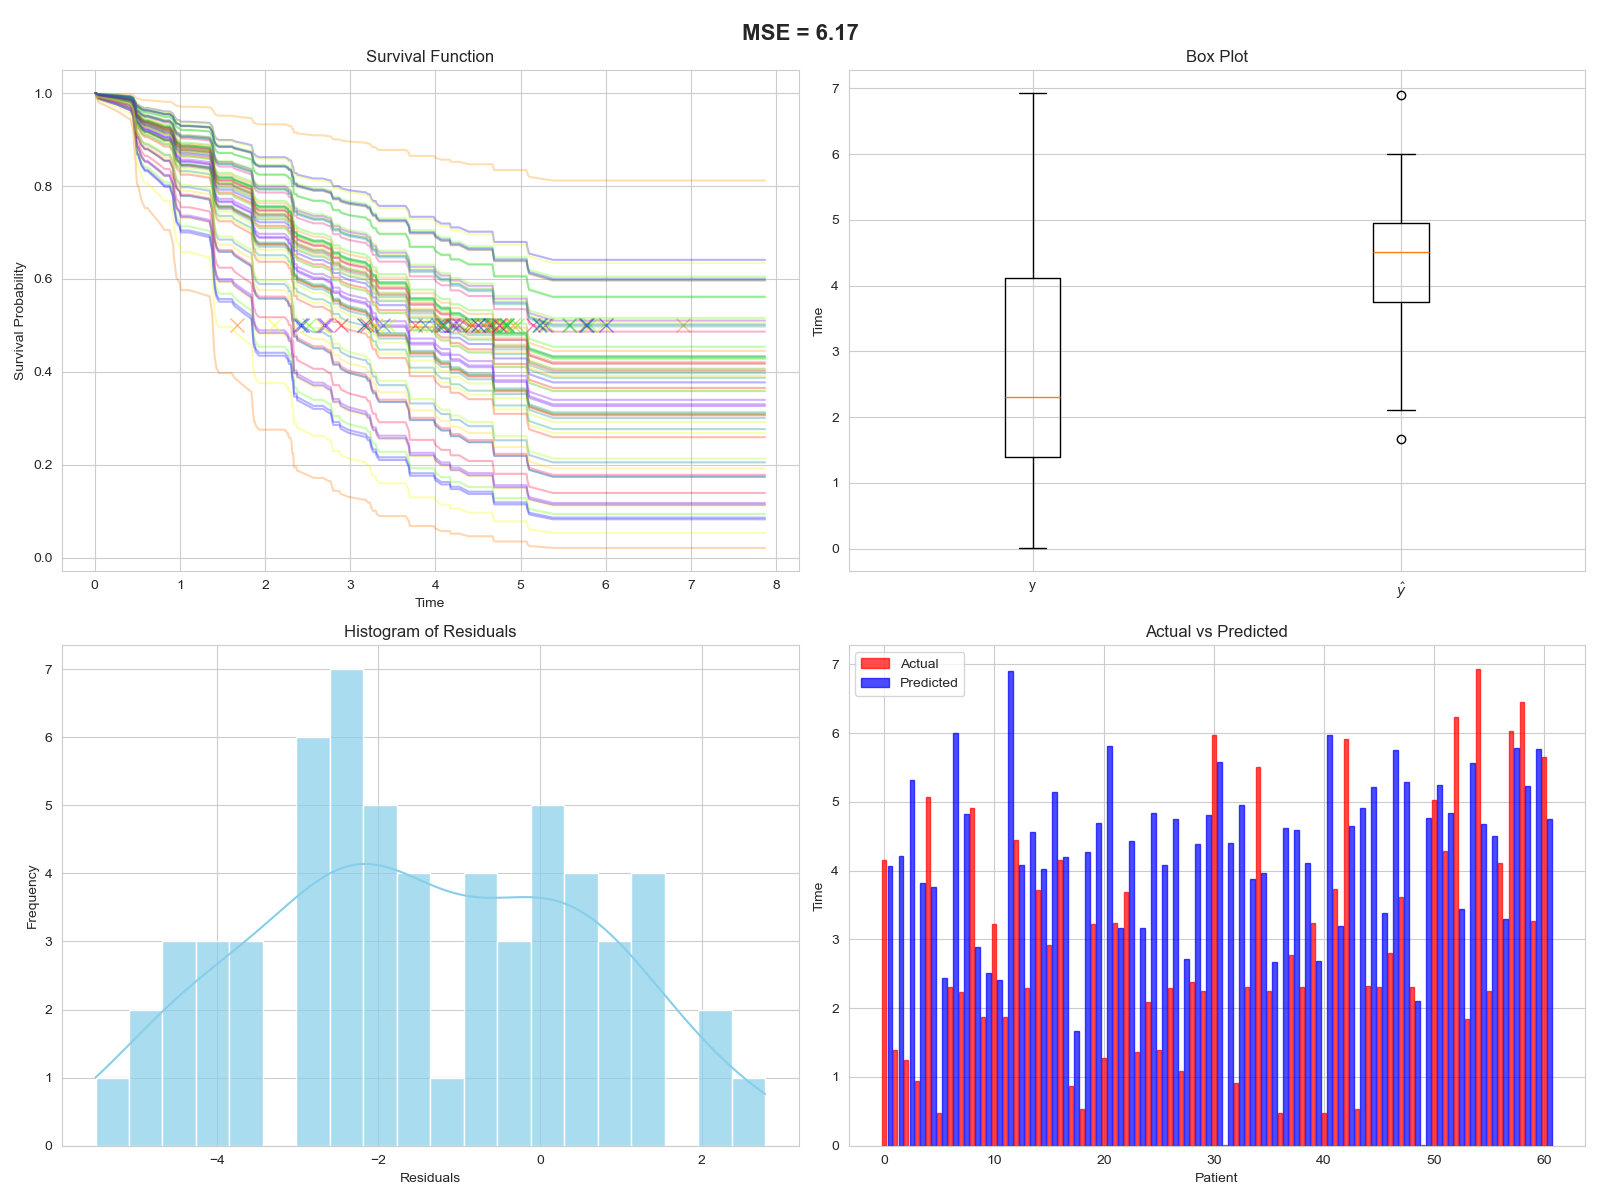 MSE = 6.17
Survival Function
1.0
0.8
0.6
0.4
0.2
0.0
Survival Probability
0 1 2 3 4 5 6 7 8
Time
Box Plot
7
6
5
4
3
2
1
0
Time
y ŷ
Histogram of Residuals
7
6
5
4
3
2
1
0
Frequency
−4 −2 0 2
Residuals
Actual vs Predicted
Actual
Predicted
7
6
5
4
3
2
1
0
Time
0 10 20 30 40 50 60
Patient